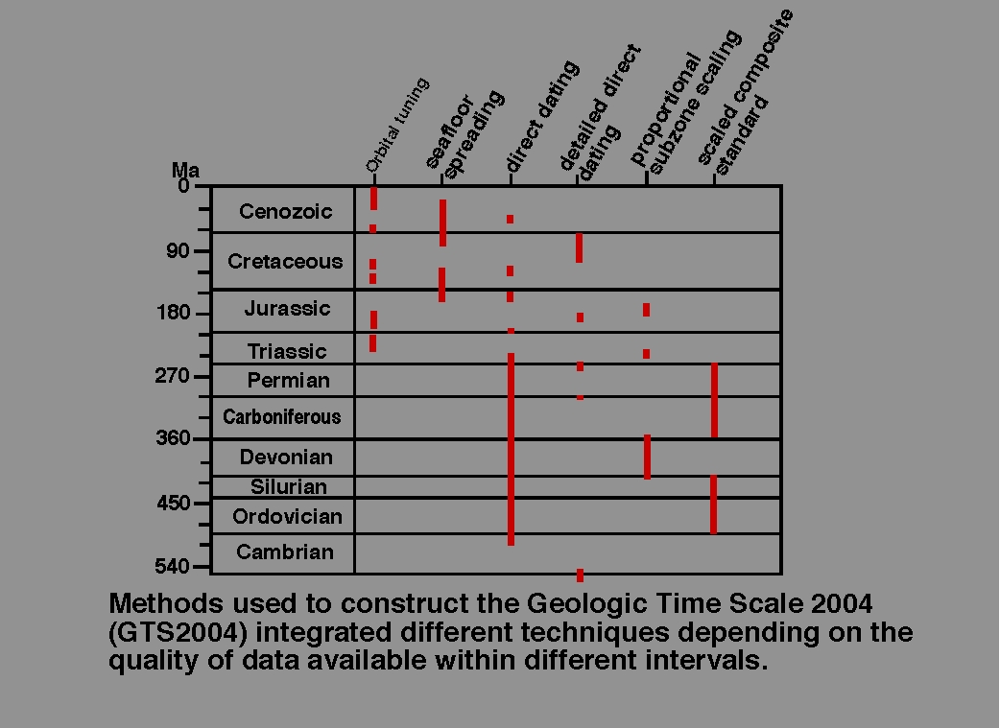 Orbital tuning
seafloor
spreading
direct dating
detailed direct
dating
proportional
subzone scaling
scaled composite
standard
Ma
0
Cenozoic
90
Cretaceous
180
Jurassic
Triassic
270
Permian
Carboniferous
360
Devonian
Silurian
450
Ordovician
Cambrian
540
Methods used to construct the Geologic Time Scale 2004
(GTS2004) integrated different techniques depending on the
quality of data available within different intervals.